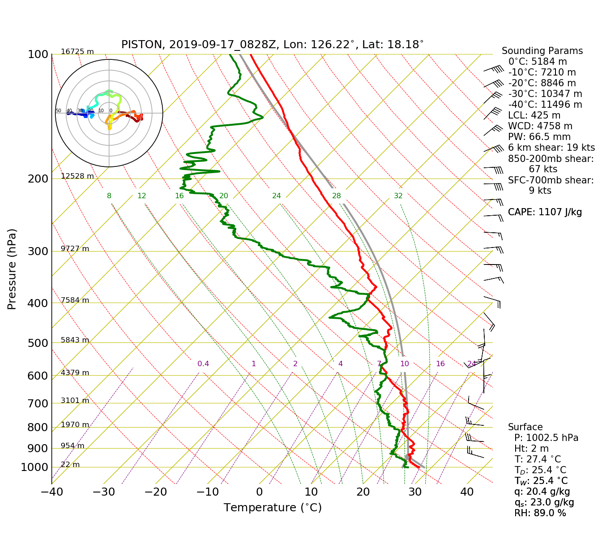 PISTON, 2019-09-17_0828Z, Lon: 126.22°, Lat: 18.18°
Sounding Params
0°C: 5184 m
-10°C: 7210 m
-20°C: 8846 m
-30°C: 10347 m
-40°C: 11496 m
LCL: 425 m
WCD: 4758 m
PW: 66.5 mm
6 km shear: 19 kts
850-200mb shear:
67 kts
SFC-700mb shear:
9 kts
CAPE: 1107 J/kg
100 16725 m
200 12528 m
8 12 16 20 24 28 32
300 9727 m
400 7584 m
500 5843 m
0.4 1 2 4 7 10 16 24
600 4379 m
700 3101 m
800 1970 m
900 954 m
1000 22 m
Pressure (hPa)
−40 −30 −20 −10 0 10 20 30 40
Temperature (°C)
Surface
P: 1002.5 hPa
Ht: 2 m
T: 27.4 °C
TD: 25.4 °C
TW: 25.4 °C
q: 20.4 g/kg
qs: 23.0 g/kg
RH: 89.0 %